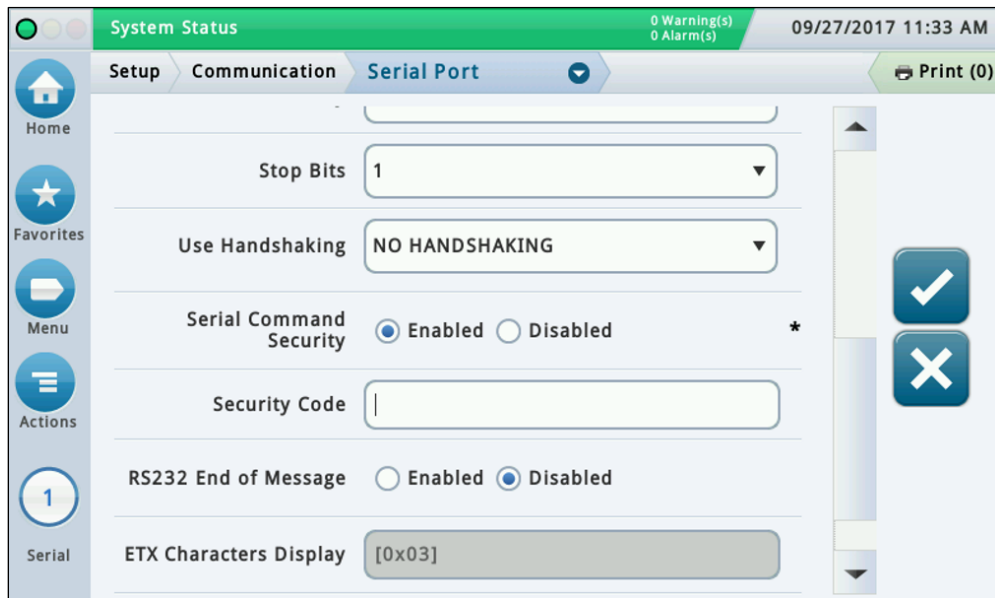 System Status
0 Warning(s)
0 Alarm(s)
09/27/2017 11:33 AM
Setup
Communication
Serial Port
Print (0)
Home
Favorites
Menu
Actions
1
Serial
Stop Bits
1
Use Handshaking
NO HANDSHAKING
Serial Command
Security
Enabled
Disabled
*
Security Code
RS232 End of Message
Enabled
Disabled
ETX Characters Display
[0x03]